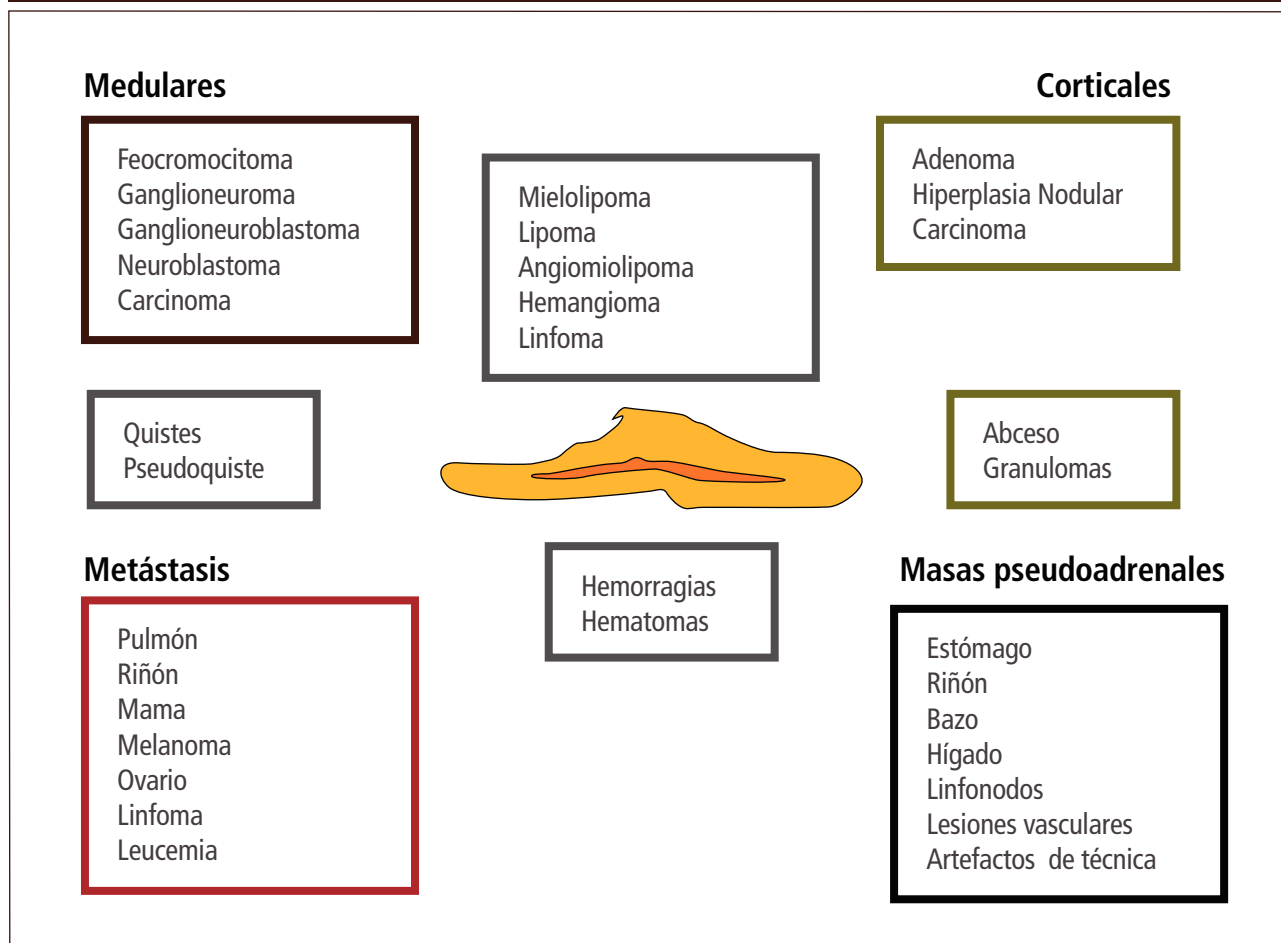 Medulares
Feocromocitoma
Ganglioneuroma
Ganglioneuroblastoma
Neuroblastoma
Carcinoma
Mielolipoma
Lipoma
Angiomiolipoma
Hemangioma
Linfoma
Corticales
Adenoma
Hiperplasia Nodular
Carcinoma
Quistes
Pseudoquiste
Abceso
Granulomas
Metástasis
Pulmón
Riñón
Mama
Melanoma
Ovario
Linfoma
Leucemia
Hemorragias
Hematomas
Masas pseudoadrenales
Estómago
Riñón
Bazo
Hígado
Linfonodos
Lesiones vasculares
Artefactos de técnica